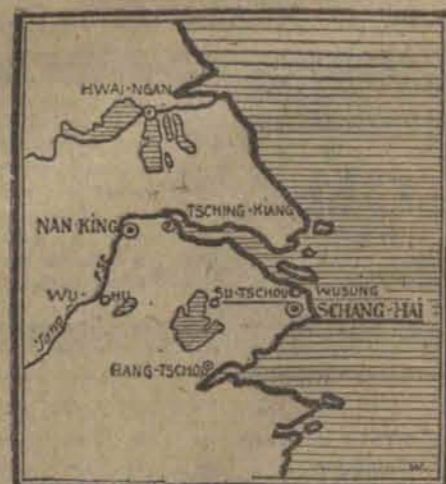 HWAI-NGAN
NAN-KING
TSCHING-KIANG
WU-HU
SU-TSCHOU
WUSUNG
SCHANG-HAI
HANG-TSCHO
W.